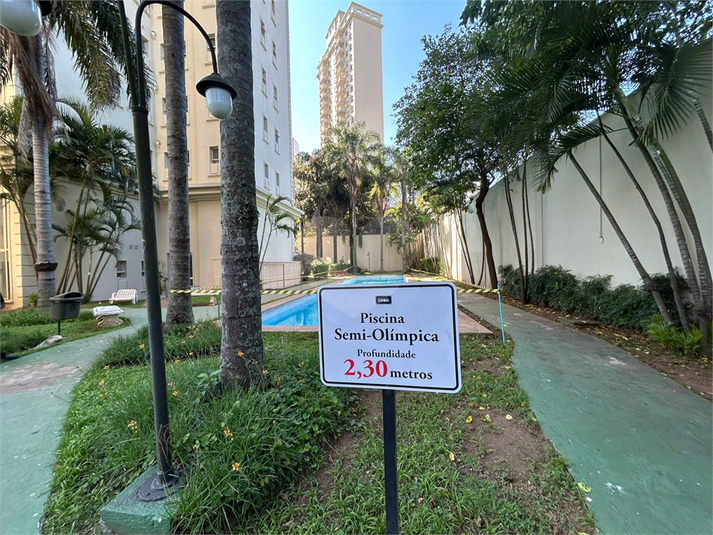 Piscina
Semi-Olímpica
Profundidade
2,30 metros